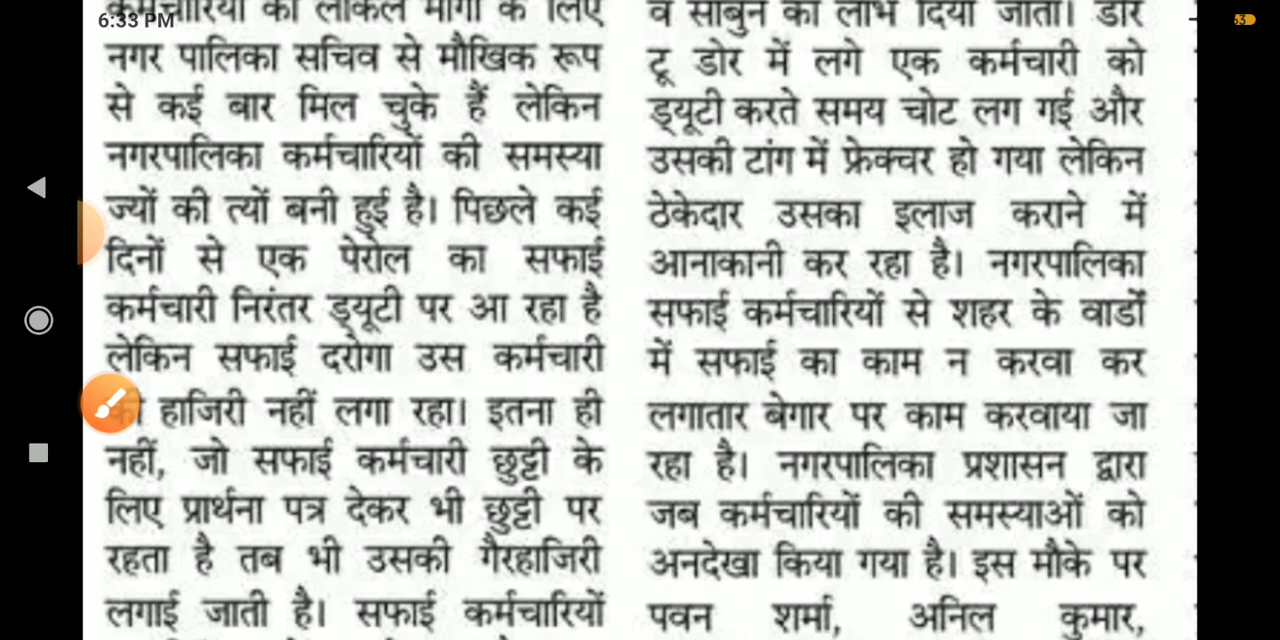 6:33 PM
53
कर्मचारियों की लोकल मांगों के लिए
नगर पालिका सचिव से मौखिक रूप
से कई बार मिल चुके हैं लेकिन
नगरपालिका कर्मचारियों की समस्या
ज्यों की त्यों बनी हुई है। पिछले कई
दिनों से एक पेरोल का सफाई
कर्मचारी निरंतर ड्यूटी पर आ रहा है
लेकिन सफाई दरोगा उस कर्मचारी
हाजिरी नहीं लगा रहा। इतना ही
नहीं, जो सफाई कर्मचारी छुट्टी के
लिए प्रार्थना पत्र देकर भी छुट्टी पर
रहता है तब भी उसकी गैरहाजिरी
लगाई जाती है। सफाई कर्मचारियों
व साबुन का लाभ दिया जाता। डोर
टू डोर में लगे एक कर्मचारी को
ड्यूटी करते समय चोट लग गई और
उसकी टांग में फ्रेक्चर हो गया लेकिन
ठेकेदार उसका इलाज कराने में
आनाकानी कर रहा है। नगरपालिका
सफाई कर्मचारियों से शहर के वार्डों
में सफाई का काम न करवा कर
लगातार बेगार पर काम करवाया जा
रहा है। नगरपालिका प्रशासन द्वारा
जब कर्मचारियों की समस्याओं को
अनदेखा किया गया है। इस मौके पर
पवन शर्मा, अनिल कुमार,